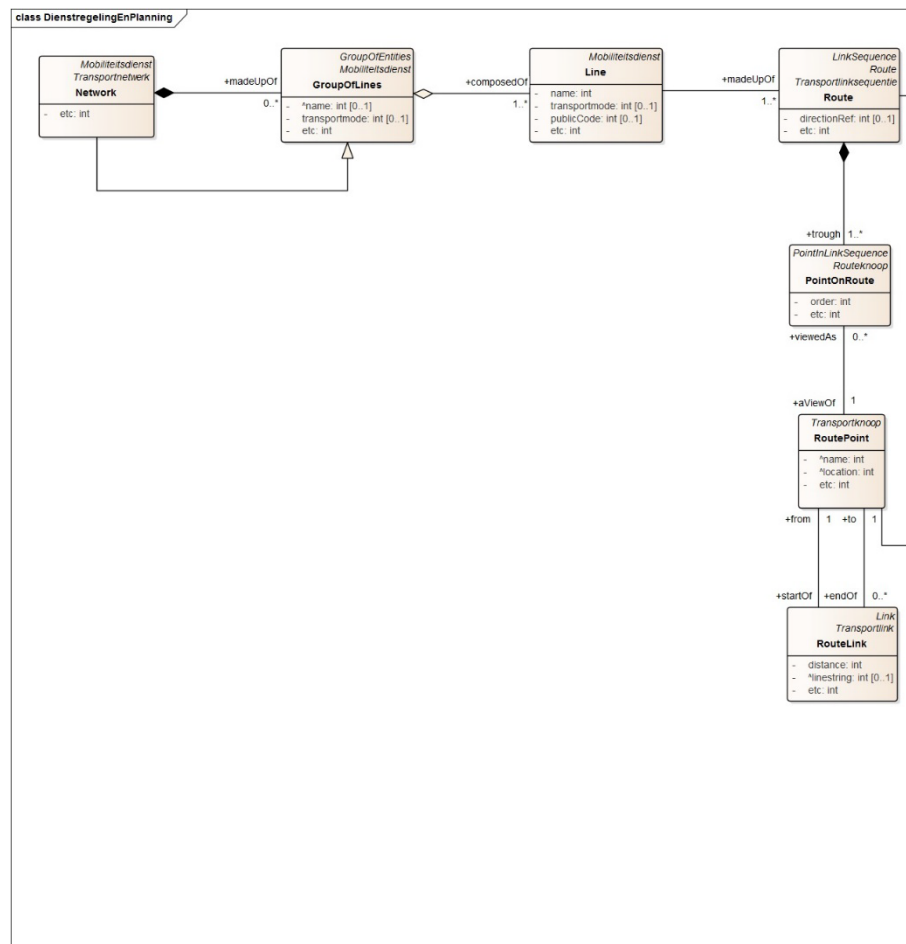 class DienstregelingEnPlanning
Mobiliteitsdienst
Transportnetwerk
Network
- etc: int
+madeUpOf
0..*
GroupOfEntities
Mobiliteitsdienst
GroupOfLines
- ^name: int [0..1]
- transportmode: int [0..1]
- etc: int
+composedOf
1..*
Mobiliteitsdienst
Line
- name: int
- transportmode: int [0..1]
- publicCode: int [0..1]
- etc: int
+madeUpOf
1..*
LinkSequence
Route
Transportlinksequentie
Route
- directionRef: int [0..1]
- etc: int
+trough 1..*
PointInLinkSequence
Routeknoop
PointOnRoute
- order: int
- etc: int
+viewedAs 0..*
+aViewOf 1
Transportknoop
RoutePoint
- ^name: int
- ^location: int
- etc: int
+from 1 +to 1
+startOf +endOf 0..*
Link
Transportlink
RouteLink
- distance: int
- ^linestring: int [0..1]
- etc: int